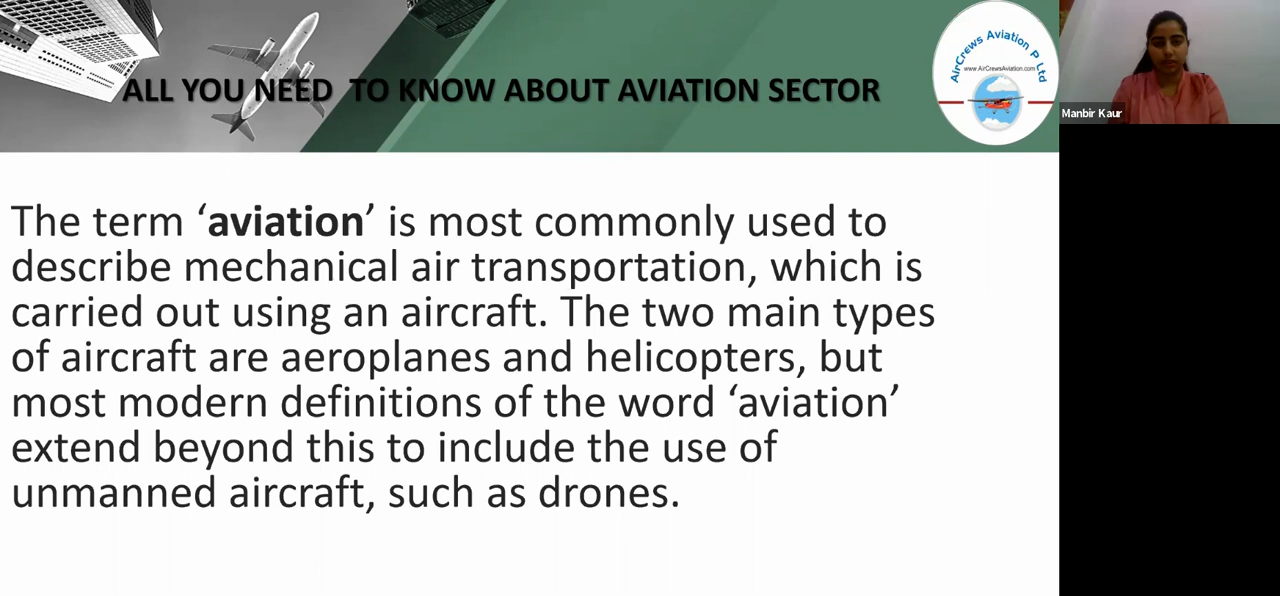 ALL YOU NEED TO KNOW ABOUT AVIATION SECTOR
AirCrews Aviation P Ltd
www.AirCrewsAviation.com
Manbir Kaur
The term ‘aviation’ is most commonly used to
describe mechanical air transportation, which is
carried out using an aircraft. The two main types
of aircraft are aeroplanes and helicopters, but
most modern definitions of the word ‘aviation’
extend beyond this to include the use of
unmanned aircraft, such as drones.